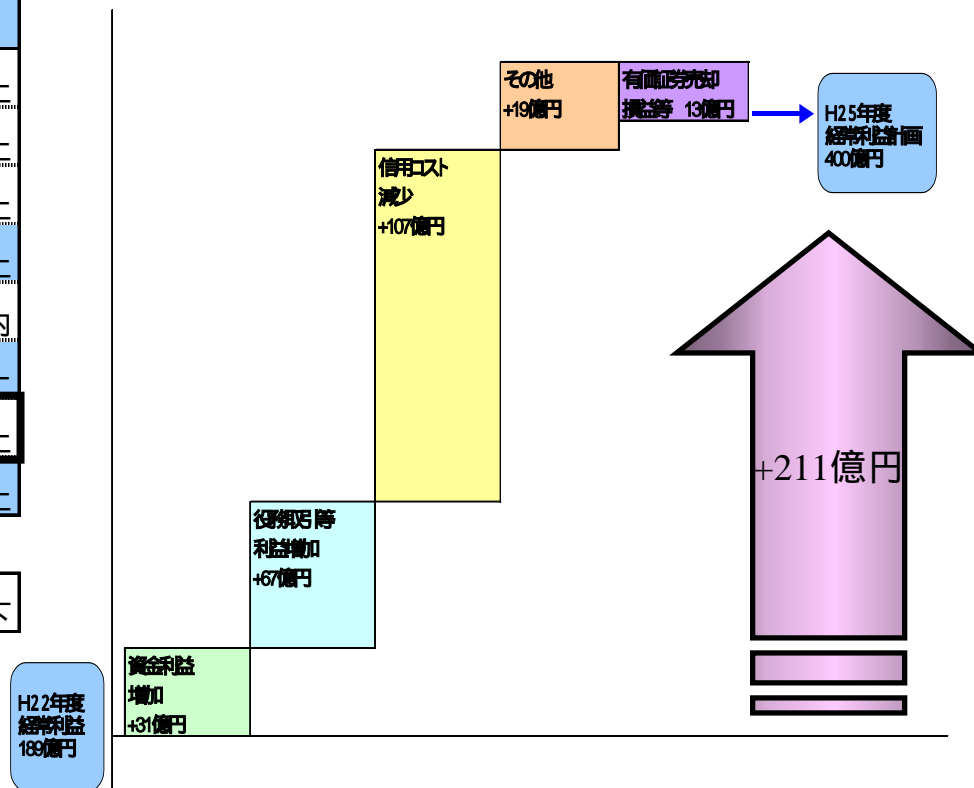 その他
+19億円
有価証券売却
損益等 13億円
H25年度
経常利益計画
400億円
信用コスト
減少
+107億円
+211億円
役務取引等
利益増加
+67億円
資金利益
増加
+31億円
H22年度
経常利益
189億円